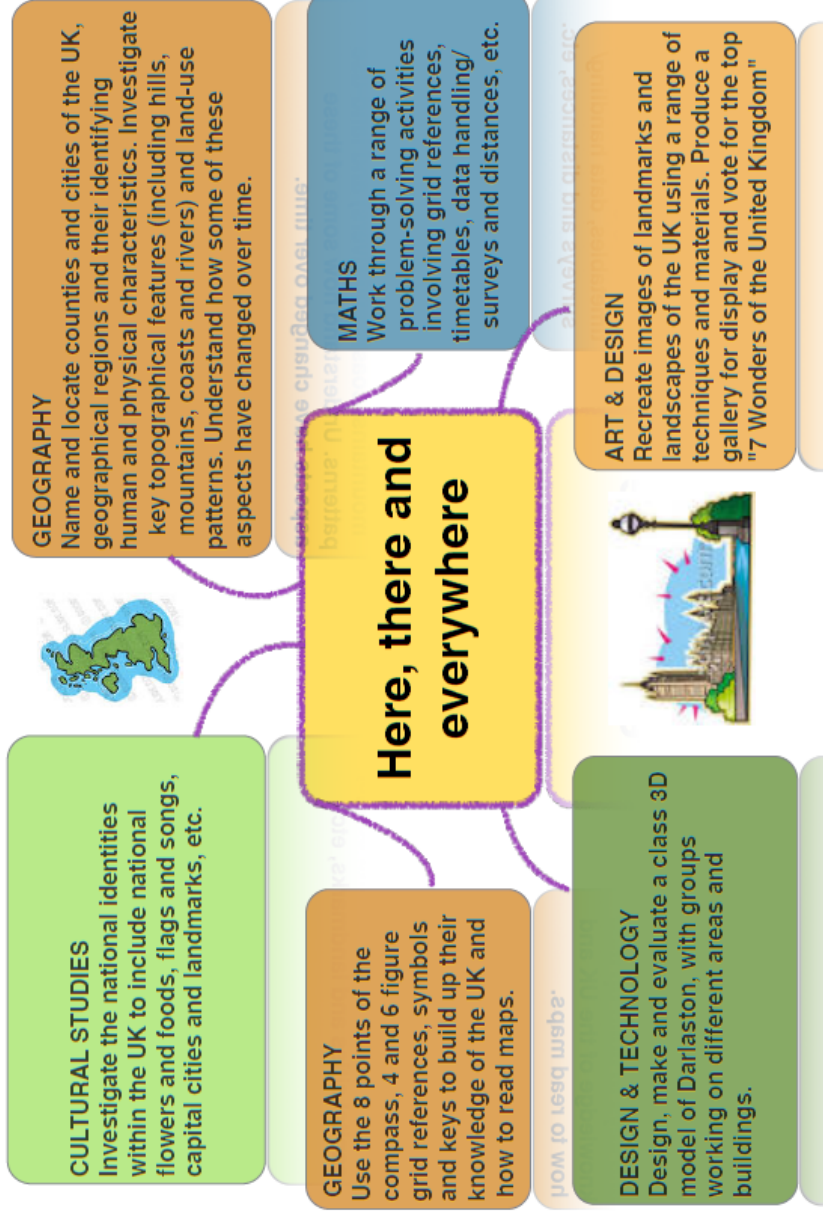 CULTURAL STUDIES
Investigate the national identities
within the UK to include national
flowers and foods, flags and songs,
capital cities and landmarks, etc.
GEOGRAPHY
Name and locate counties and cities of the UK,
geographical regions and their identifying
human and physical characteristics. Investigate
key topographical features (including hills,
mountains, coasts and rivers) and land-use
patterns. Understand how some of these
aspects have changed over time.
GEOGRAPHY
Use the 8 points of the
compass, 4 and 6 figure
grid references, symbols
and keys to build up their
knowledge of the UK and
how to read maps.
Here, there and
everywhere
MATHS
Work through a range of
problem-solving activities
involving grid references,
timetables, data handling/
surveys and distances, etc.
DESIGN & TECHNOLOGY
Design, make and evaluate a class 3D
model of Darlaston, with groups
working on different areas and
buildings.
ART & DESIGN
Recreate images of landmarks and
landscapes of the UK using a range of
techniques and materials. Produce a
gallery for display and vote for the top
"7 Wonders of the United Kingdom"